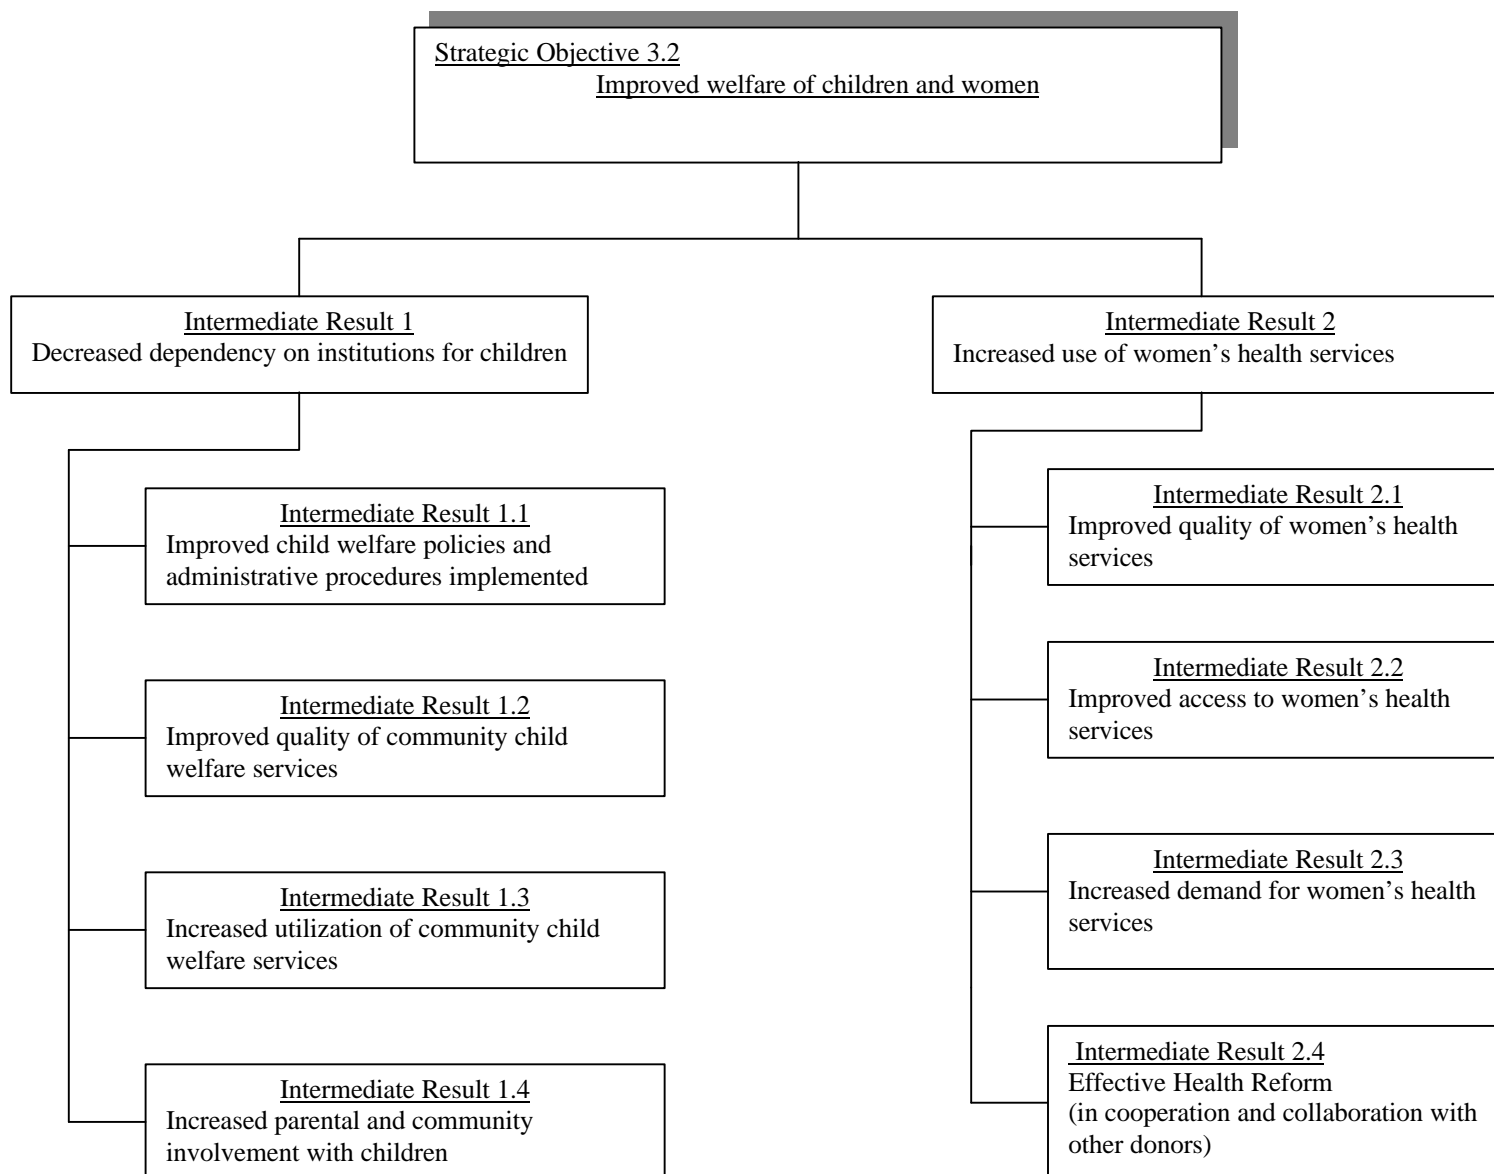 Strategic Objective 3.2
Improved welfare of children and women
Intermediate Result 1
Decreased dependency on institutions for children
Intermediate Result 1.1
Improved child welfare policies and
administrative procedures implemented
Intermediate Result 1.2
Improved quality of community child
welfare services
Intermediate Result 1.3
Increased utilization of community child
welfare services
Intermediate Result 1.4
Increased parental and community
involvement with children
Intermediate Result 2
Increased use of women’s health services
Intermediate Result 2.1
Improved quality of women’s health
services
Intermediate Result 2.2
Improved access to women’s health
services
Intermediate Result 2.3
Increased demand for women’s health
services
Intermediate Result 2.4
Effective Health Reform
(in cooperation and collaboration with
other donors)